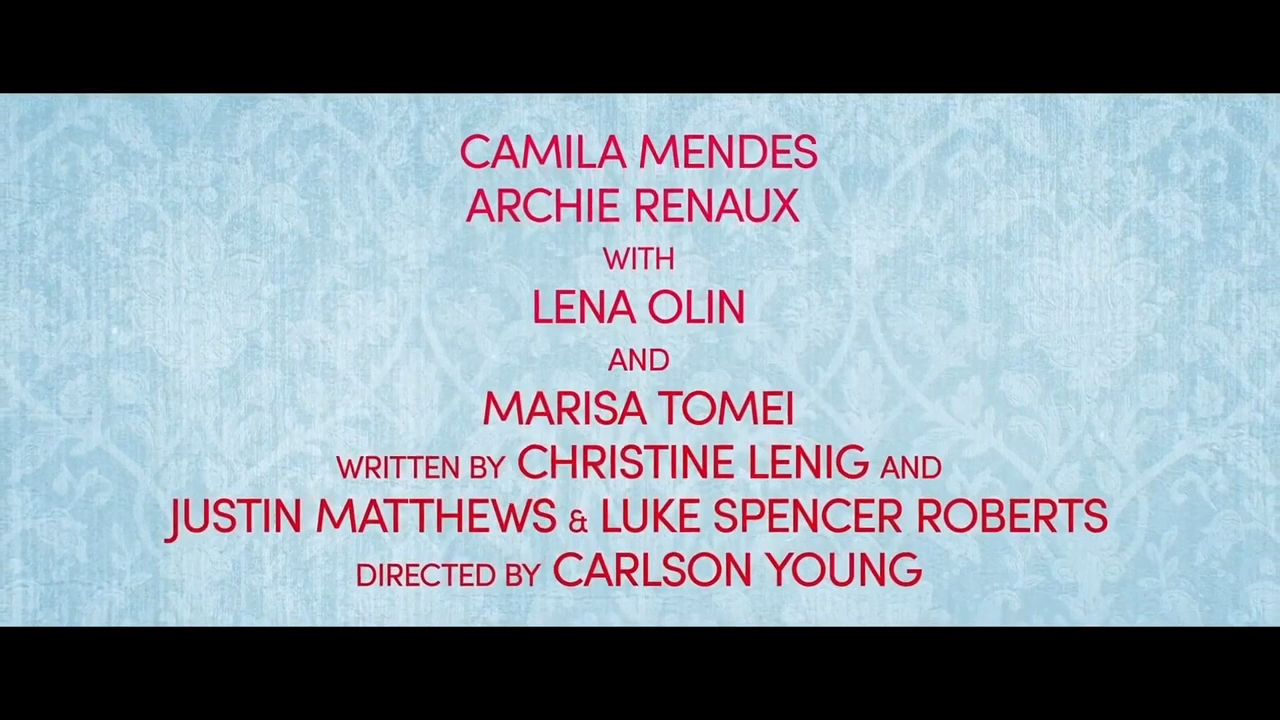 CAMILA MENDES
ARCHIE RENAUX
WITH
LENA OLIN
AND
MARISA TOMEI
WRITTEN BY CHRISTINE LENIG AND
JUSTIN MATTHEWS & LUKE SPENCER ROBERTS
DIRECTED BY CARLSON YOUNG